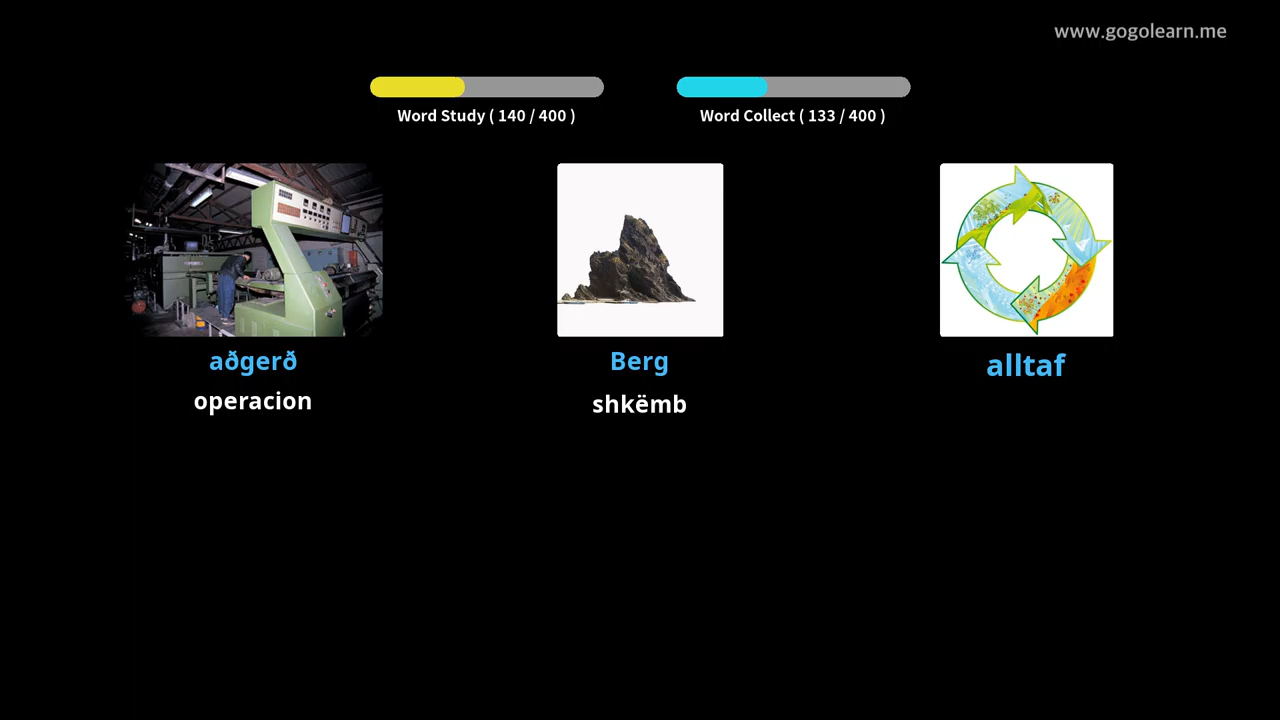 www.gogolearn.me
Word Study ( 140 / 400 )
Word Collect ( 133 / 400 )
aðgerð
operacion
Berg
shkëmb
alltaf